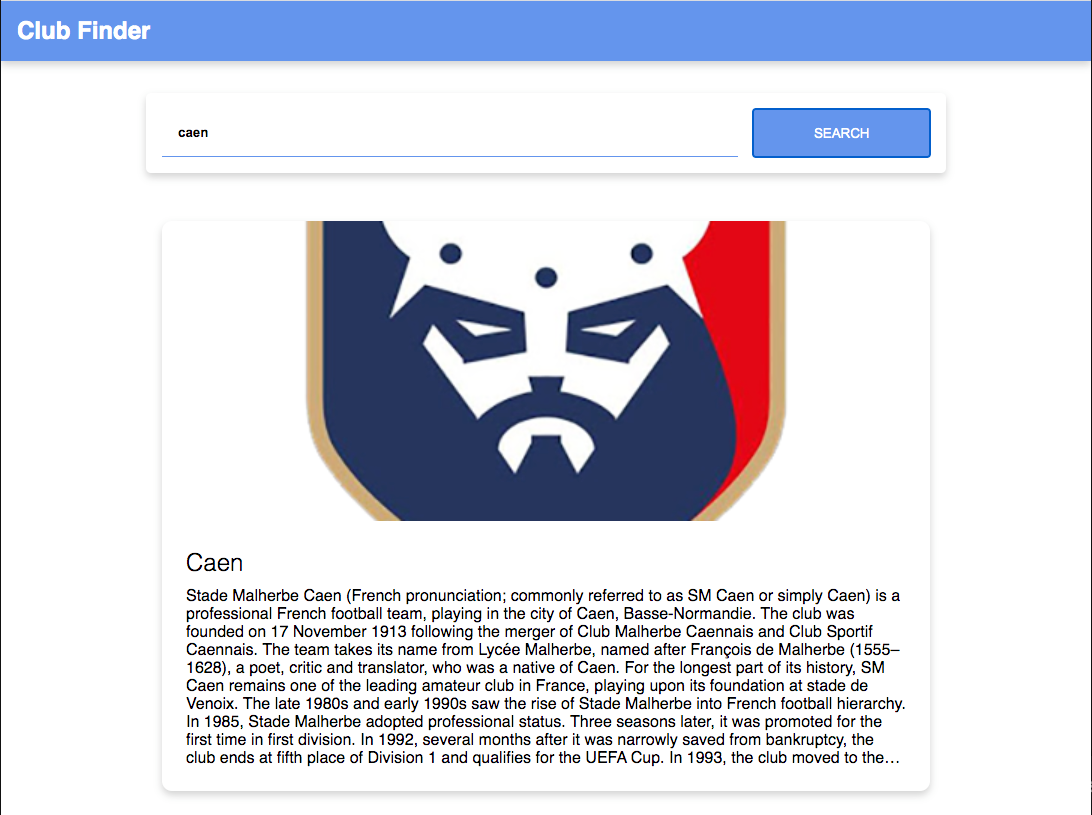 Club Finder
caen
SEARCH
Caen
Stade Malherbe Caen (French pronunciation; commonly referred to as SM Caen or simply Caen) is a
professional French football team, playing in the city of Caen, Basse-Normandie. The club was
founded on 17 November 1913 following the merger of Club Malherbe Caennais and Club Sportif
Caennais. The team takes its name from Lycée Malherbe, named after François de Malherbe (1555–
1628), a poet, critic and translator, who was a native of Caen. For the longest part of its history, SM
Caen remains one of the leading amateur club in France, playing upon its foundation at stade de
Venoix. The late 1980s and early 1990s saw the rise of Stade Malherbe into French football hierarchy.
In 1985, Stade Malherbe adopted professional status. Three seasons later, it was promoted for the
first time in first division. In 1992, several months after it was narrowly saved from bankruptcy, the
club ends at fifth place of Division 1 and qualifies for the UEFA Cup. In 1993, the club moved to the…